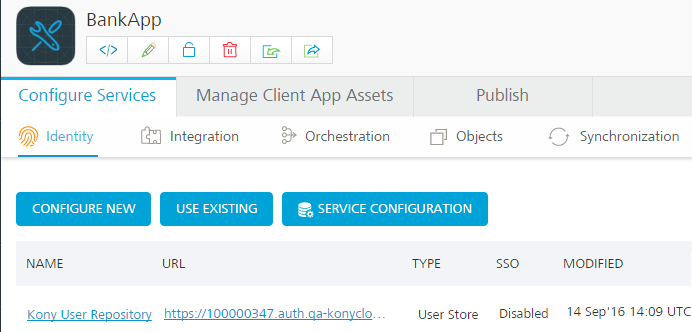 BankApp
</>
Configure Services Manage Client App Assets Publish
Identity Integration Orchestration Objects Synchronization
CONFIGURE NEW USE EXISTING SERVICE CONFIGURATION
NAME URL TYPE SSO MODIFIED
Kony User Repository https://100000347.auth.qa-konyclo... User Store Disabled 14 Sep'16 14:09 UTC